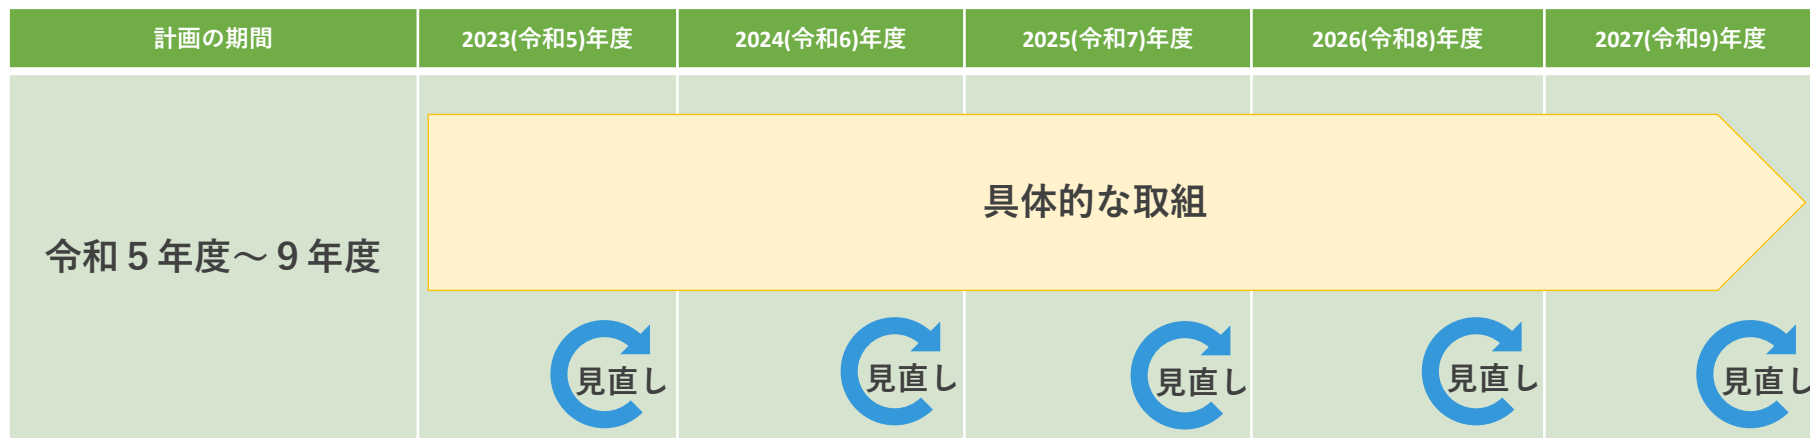 計画の期間 2023(令和5)年度 2024(令和6)年度 2025(令和7)年度 2026(令和8)年度 2027(令和9)年度
具体的な取組
令和５年度～９年度
見直し 見直し 見直し 見直し 見直し